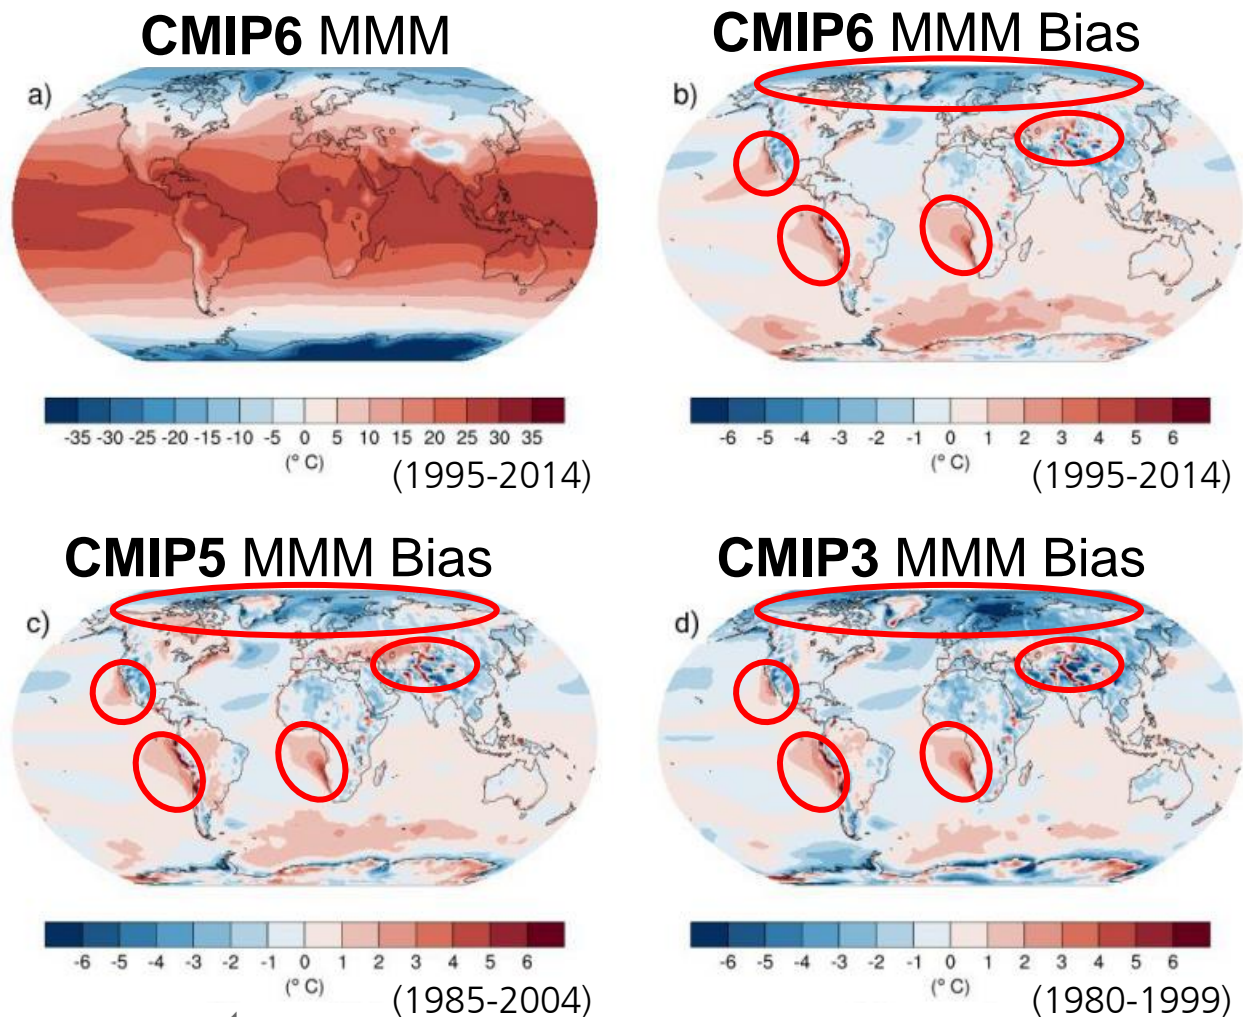 CMIP6 MMM
CMIP6 MMM Bias
a)
b)
-35 -30 -25 -20 -15 -10 -5 0 5 10 15 20 25 30 35
(° C)
(1995-2014)
-6 -5 -4 -3 -2 -1 0 1 2 3 4 5 6
(° C)
(1995-2014)
CMIP5 MMM Bias
CMIP3 MMM Bias
c)
d)
-6 -5 -4 -3 -2 -1 0 1 2 3 4 5 6
(° C)
(1985-2004)
-6 -5 -4 -3 -2 -1 0 1 2 3 4 5 6
(° C)
(1980-1999)